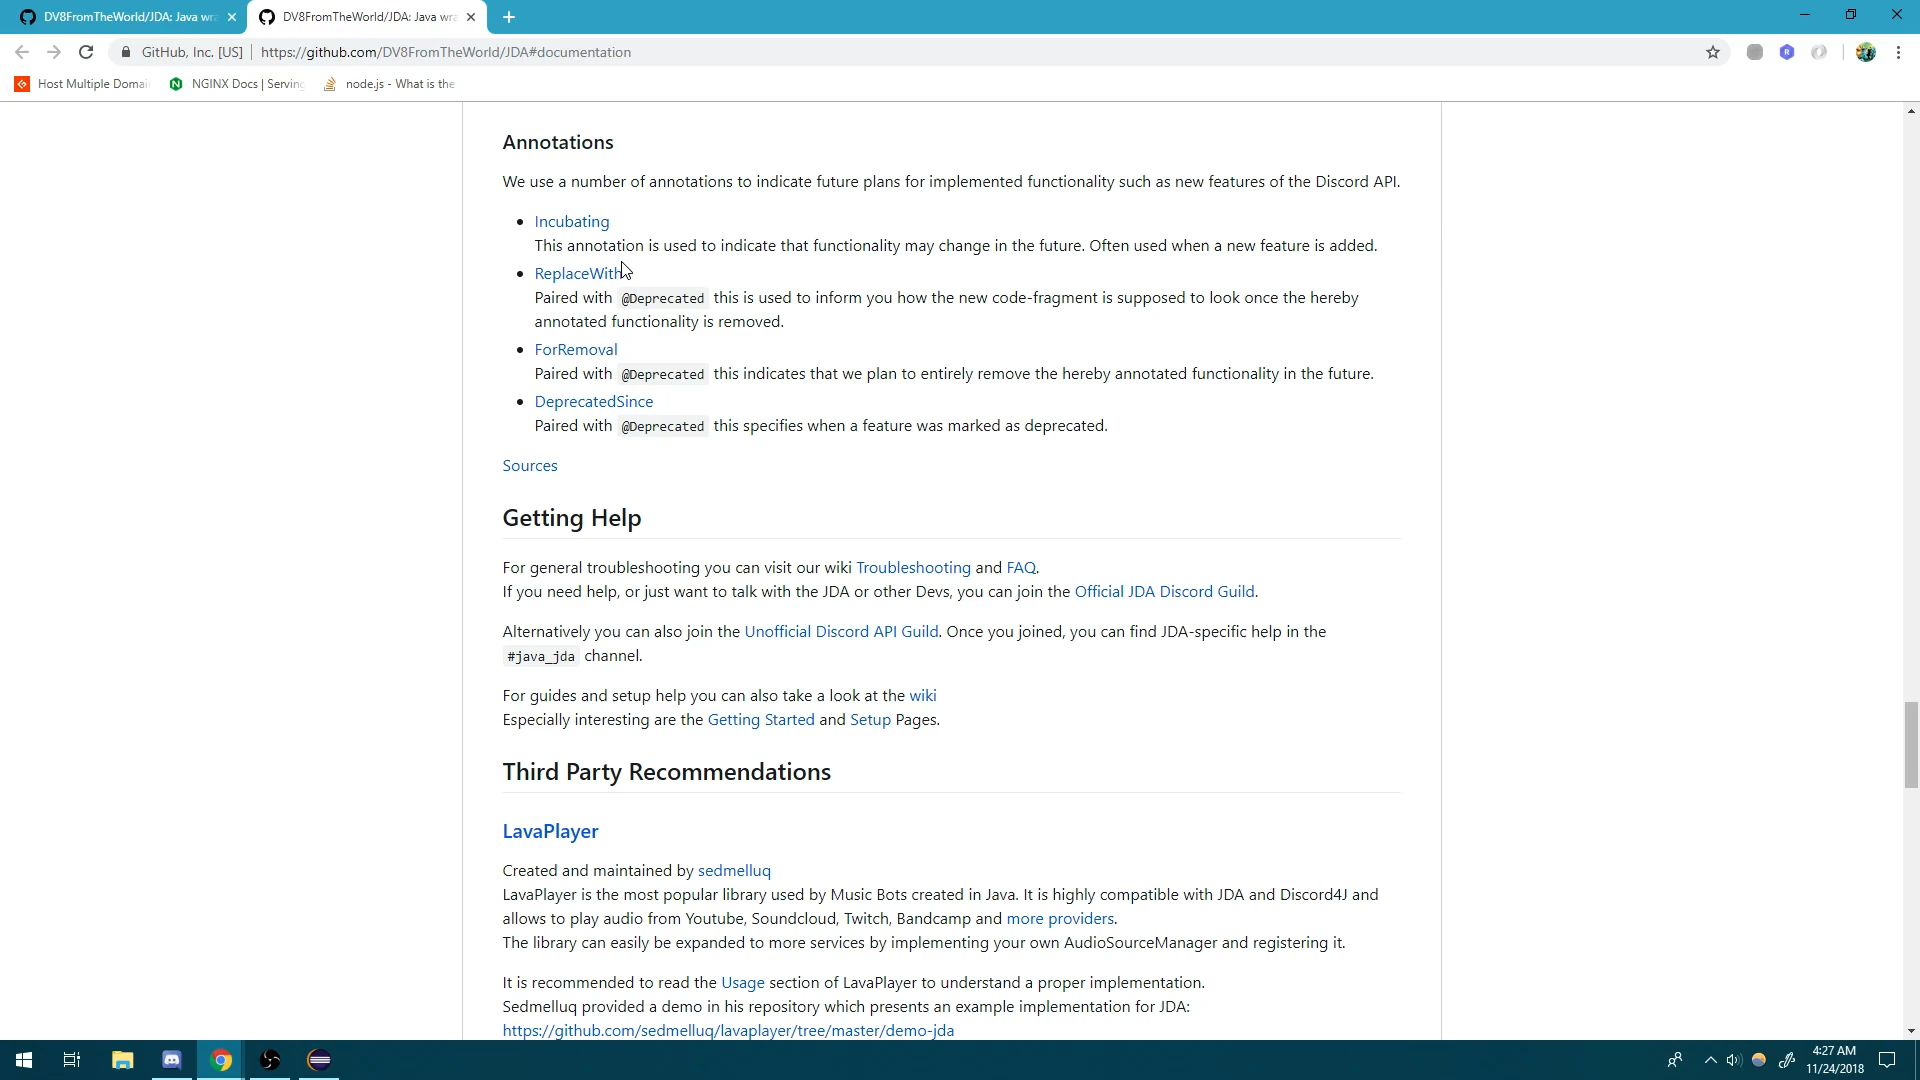 DV8FromTheWorld/JDA: Java wra
DV8FromTheWorld/JDA: Java wra
GitHub, Inc. [US]
https://github.com/DV8FromTheWorld/JDA#documentation
Host Multiple Domai
NGINX Docs | Serving
node.js - What is the
Annotations
We use a number of annotations to indicate future plans for implemented functionality such as new features of the Discord API.
Incubating
This annotation is used to indicate that functionality may change in the future. Often used when a new feature is added.
ReplaceWith
Paired with @Deprecated this is used to inform you how the new code-fragment is supposed to look once the hereby
annotated functionality is removed.
ForRemoval
Paired with @Deprecated this indicates that we plan to entirely remove the hereby annotated functionality in the future.
DeprecatedSince
Paired with @Deprecated this specifies when a feature was marked as deprecated.
Sources
Getting Help
For general troubleshooting you can visit our wiki Troubleshooting and FAQ.
If you need help, or just want to talk with the JDA or other Devs, you can join the Official JDA Discord Guild.
Alternatively you can also join the Unofficial Discord API Guild. Once you joined, you can find JDA-specific help in the
#java_jda channel.
For guides and setup help you can also take a look at the wiki
Especially interesting are the Getting Started and Setup Pages.
Third Party Recommendations
LavaPlayer
Created and maintained by sedmelluq
LavaPlayer is the most popular library used by Music Bots created in Java. It is highly compatible with JDA and Discord4J and
allows to play audio from Youtube, Soundcloud, Twitch, Bandcamp and more providers.
The library can easily be expanded to more services by implementing your own AudioSourceManager and registering it.
It is recommended to read the Usage section of LavaPlayer to understand a proper implementation.
Sedmelluq provided a demo in his repository which presents an example implementation for JDA:
https://github.com/sedmelluq/lavaplayer/tree/master/demo-jda
4:27 AM
11/24/2018